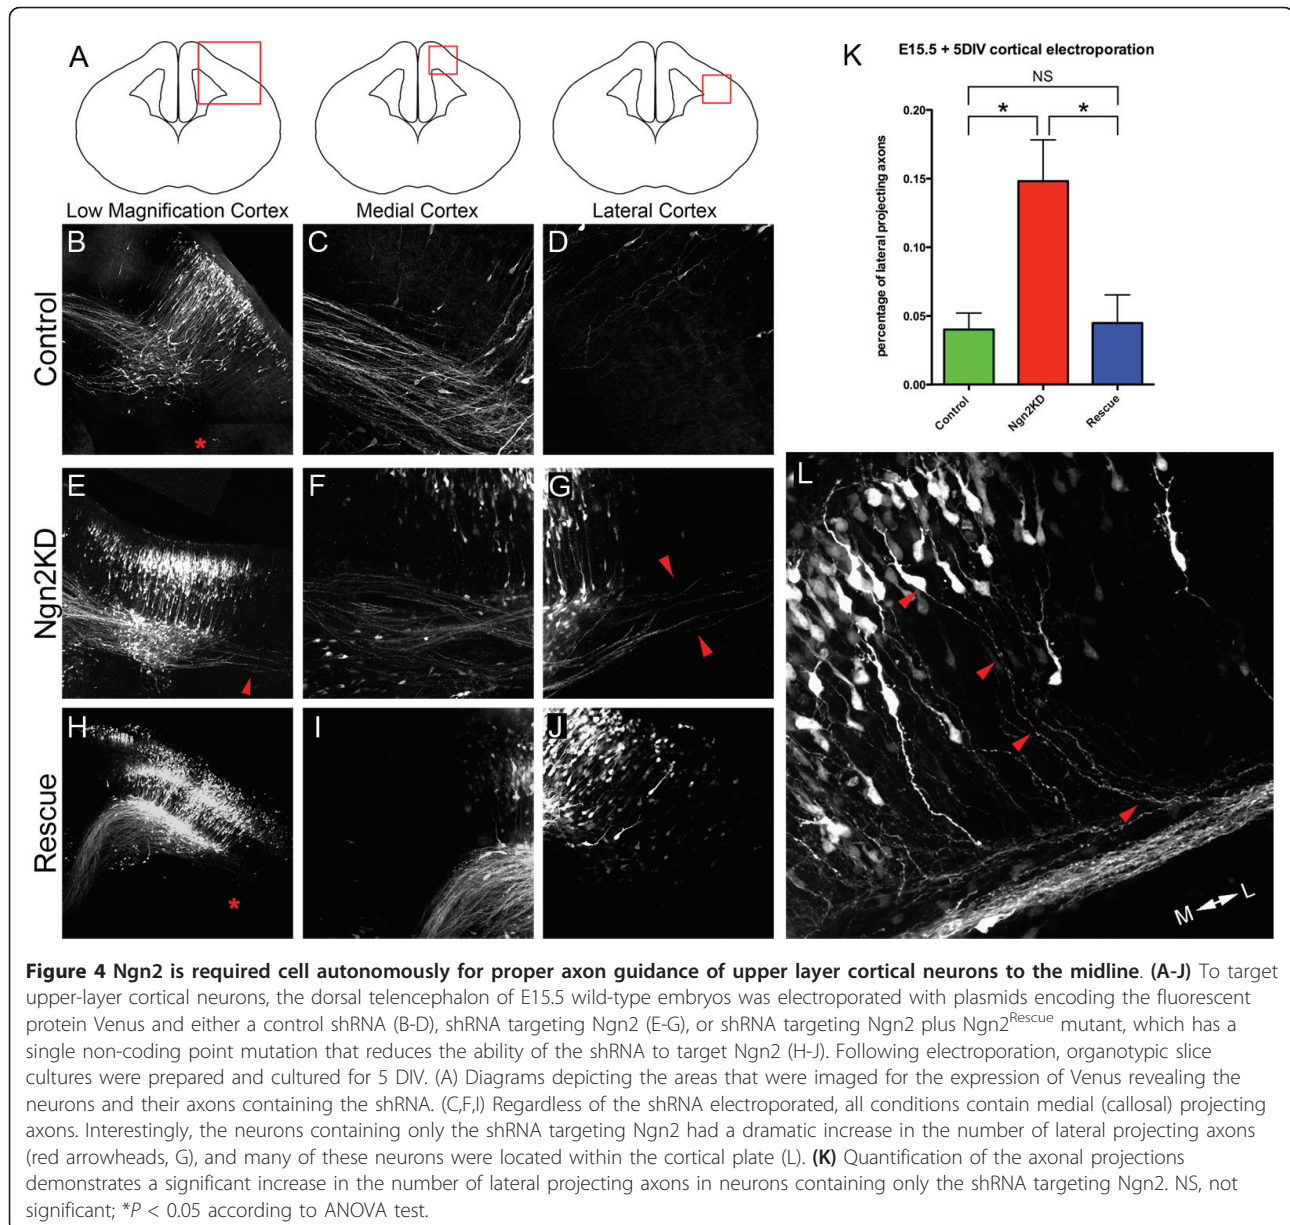 A
Low Magnification Cortex
Medial Cortex
Lateral Cortex
Control
B
*
C
D
Ngn2KD
E
F
G
Rescue
H
*
I
J
K
E15.5 + 5DIV cortical electroporation
NS
*
*
percentage of lateral projecting axons
0.20
0.15
0.10
0.05
0.00
Control
Ngn2KD
Rescue
L
M
L
Figure 4 Ngn2 is required cell autonomously for proper axon guidance of upper layer cortical neurons to the midline. (A-J) To target
upper-layer cortical neurons, the dorsal telencephalon of E15.5 wild-type embryos was electroporated with plasmids encoding the fluorescent
protein Venus and either a control shRNA (B-D), shRNA targeting Ngn2 (E-G), or shRNA targeting Ngn2 plus Ngn2Rescue mutant, which has a
single non-coding point mutation that reduces the ability of the shRNA to target Ngn2 (H-J). Following electroporation, organotypic slice
cultures were prepared and cultured for 5 DIV. (A) Diagrams depicting the areas that were imaged for the expression of Venus revealing the
neurons and their axons containing the shRNA. (C,F,I) Regardless of the shRNA electroporated, all conditions contain medial (callosal) projecting
axons. Interestingly, the neurons containing only the shRNA targeting Ngn2 had a dramatic increase in the number of lateral projecting axons
(red arrowheads, G), and many of these neurons were located within the cortical plate (L). (K) Quantification of the axonal projections
demonstrates a significant increase in the number of lateral projecting axons in neurons containing only the shRNA targeting Ngn2. NS, not
significant; *P < 0.05 according to ANOVA test.